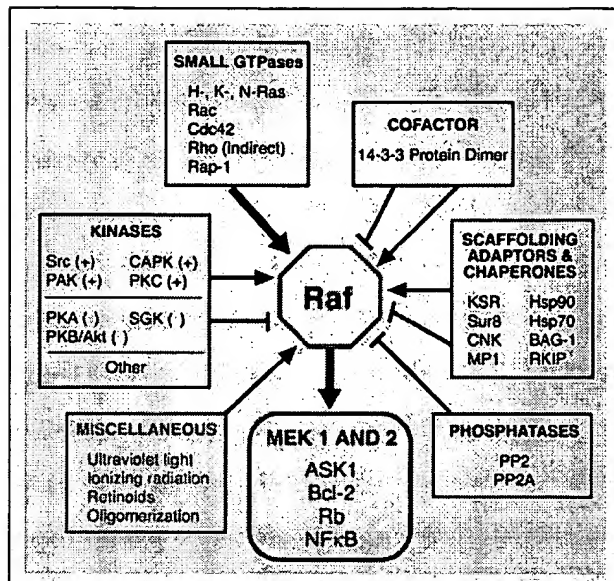 SMALL GTPases
H-, K-, N-Ras
Rac
Cdc42
Rho (Indirect)
Rap-1
COFACTOR
14-3-3 Protein Dimer
KINASES
Src (+) CAPK (+)
PAK (+) PKC (+)
PKA (-) SGK (-)
PKB/Akt (-)
Other
Raf
SCAFFOLDING
ADAPTORS &
CHAPERONES
KSR Hsp90
Sur8 Hsp70
CNK BAG-1
MP1 RKIP
MISCELLANEOUS
Ultraviolet light
Ionizing radiation
Retinoids
Oligomerization
MEK 1 AND 2
ASK1
Bcl-2
Rb
NFκB
PHOSPHATASES
PP2
PP2A